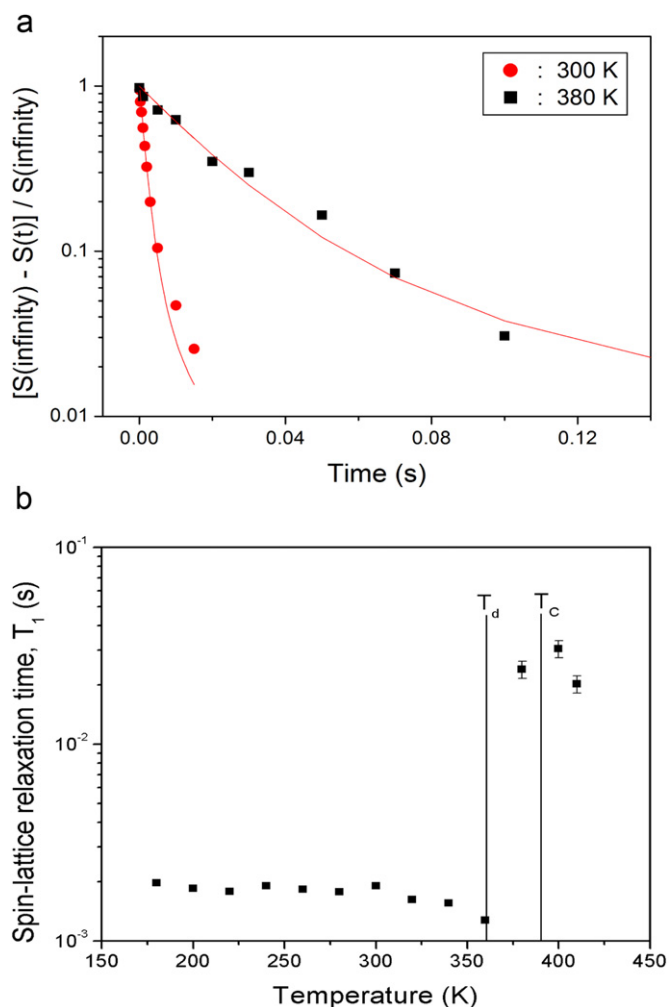 a
[S(infinity) - S(t)] / S(infinity)
1
0.1
0.01
: 300 K
: 380 K
0.00 0.04 0.08 0.12
Time (s)
b
Spin-lattice relaxation time, T1 (s)
10-1
10-2
10-3
Td
TC
150 200 250 300 350 400 450
Temperature (K)